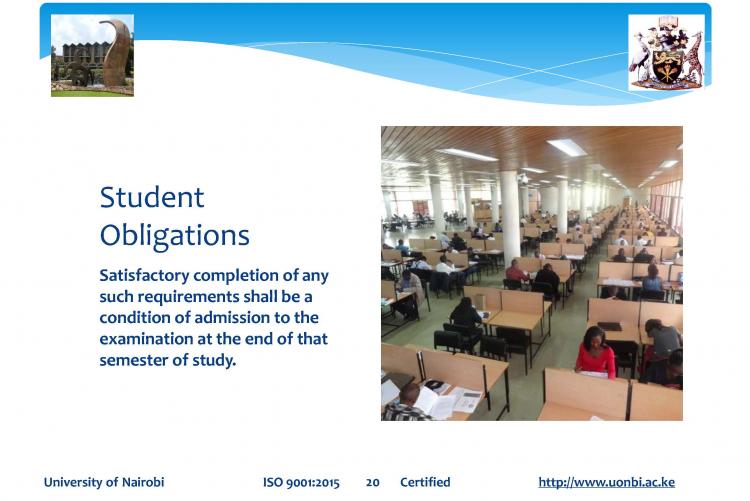 Student
Obligations
Satisfactory completion of any
such requirements shall be a
condition of admission to the
examination at the end of that
semester of study.
University of Nairobi ISO 9001:2015 20 Certified http://www.uonbi.ac.ke